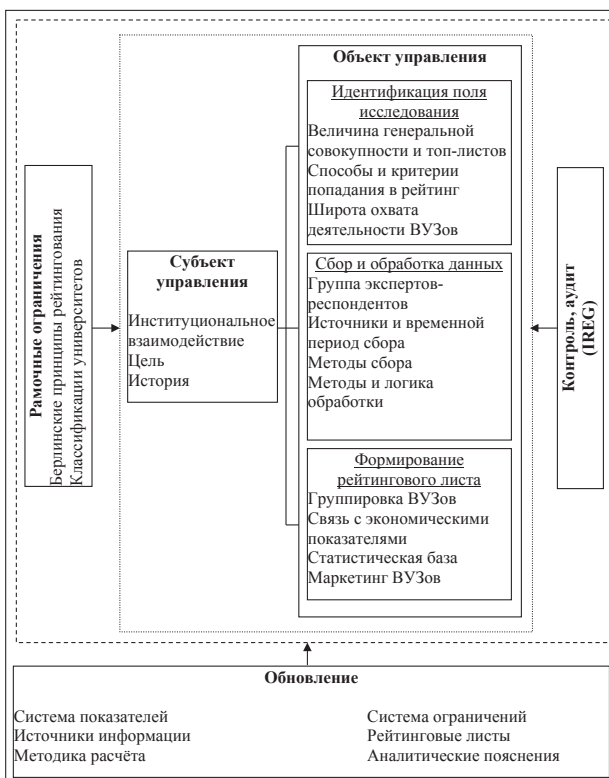 Рамочные ограничения
Берлинские принципы рейтингования
Классификации университетов
Субъект
управления
Институциональное
взаимодействие
Цель
История
Объект управления
Идентификация поля
исследования
Величина генеральной
совокупности и топ-листов
Способы и критерии
попадания в рейтинг
Широта охвата
деятельности ВУЗов
Сбор и обработка данных
Группа экспертов-
респондентов
Источники и временной
период сбора
Методы сбора
Методы и логика
обработки
Формирование
рейтингового листа
Группировка ВУЗов
Связь с экономическими
показателями
Статистическая база
Маркетинг ВУЗов
Контроль, аудит
(IREG)
Обновление
Система показателей
Источники информации
Методика расчёта
Система ограничений
Рейтинговые листы
Аналитические пояснения